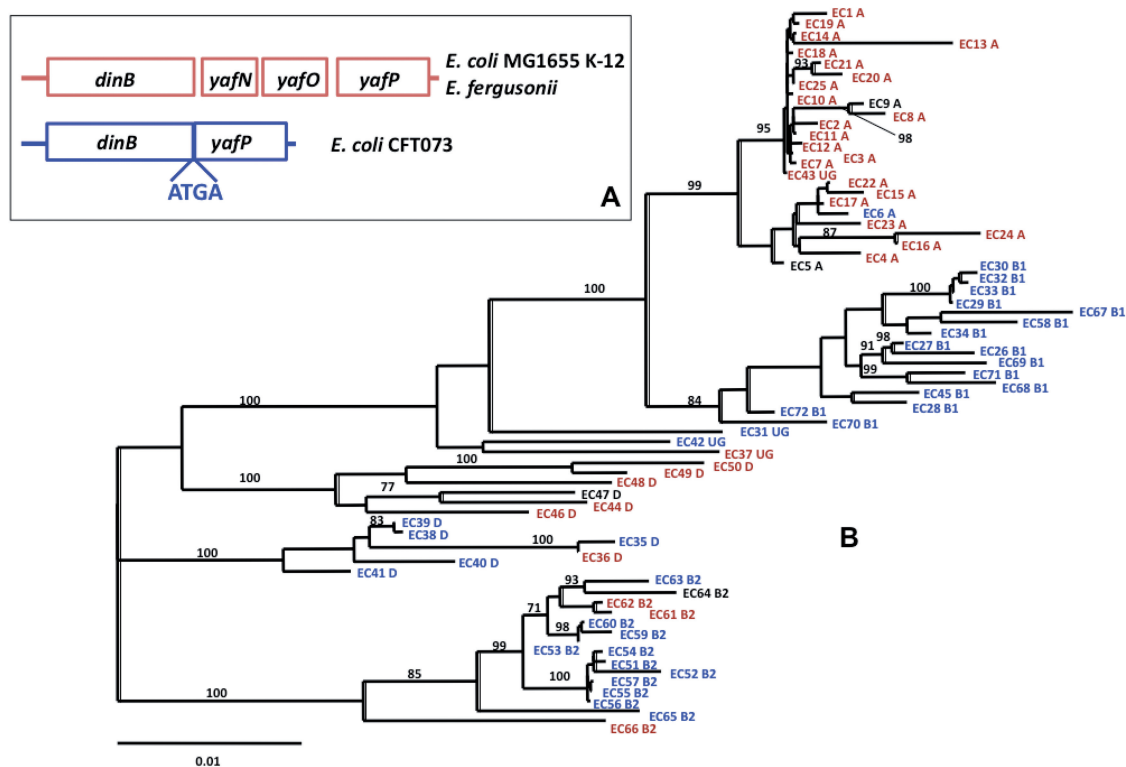 dinB yafN yafO yafP
E. coli MG1655 K-12
E. fergusonii
dinB yafP
E. coli CFT073
ATGA
A
EC1 A
EC19 A
EC14 A
EC13 A
EC18 A
93 EC21 A
EC20 A
EC25 A
EC10 A
EC9 A
EC8 A
EC2 A
95
EC11 A
98
EC12 A
EC3 A
EC7 A
EC43 UG
99
EC22 A
EC15 A
EC17 A
EC6 A
EC23 A
87
EC24 A
EC16 A
EC4 A
EC5 A
EC30 B1
EC32 B1
100
EC33 B1
EC29 B1
EC67 B1
EC58 B1
EC34 B1
98
EC27 B1
91
EC26 B1
EC69 B1
99
EC71 B1
EC68 B1
EC45 B1
EC28 B1
100
84
EC72 B1
EC70 B1
100
EC31 UG
EC42 UG
EC37 UG
100
EC50 D
EC49 D
100
EC48 D
77
EC47 D
EC44 D
EC46 D
83
EC39 D
EC38 D
100
EC35 D
B
100
EC36 D
EC40 D
EC41 D
93
EC63 B2
EC64 B2
71
EC62 B2
EC61 B2
98
EC60 B2
EC59 B2
99
EC53 B2
EC54 B2
EC51 B2
EC52 B2
85
100
EC57 B2
EC55 B2
EC56 B2
100
EC65 B2
EC66 B2
0.01